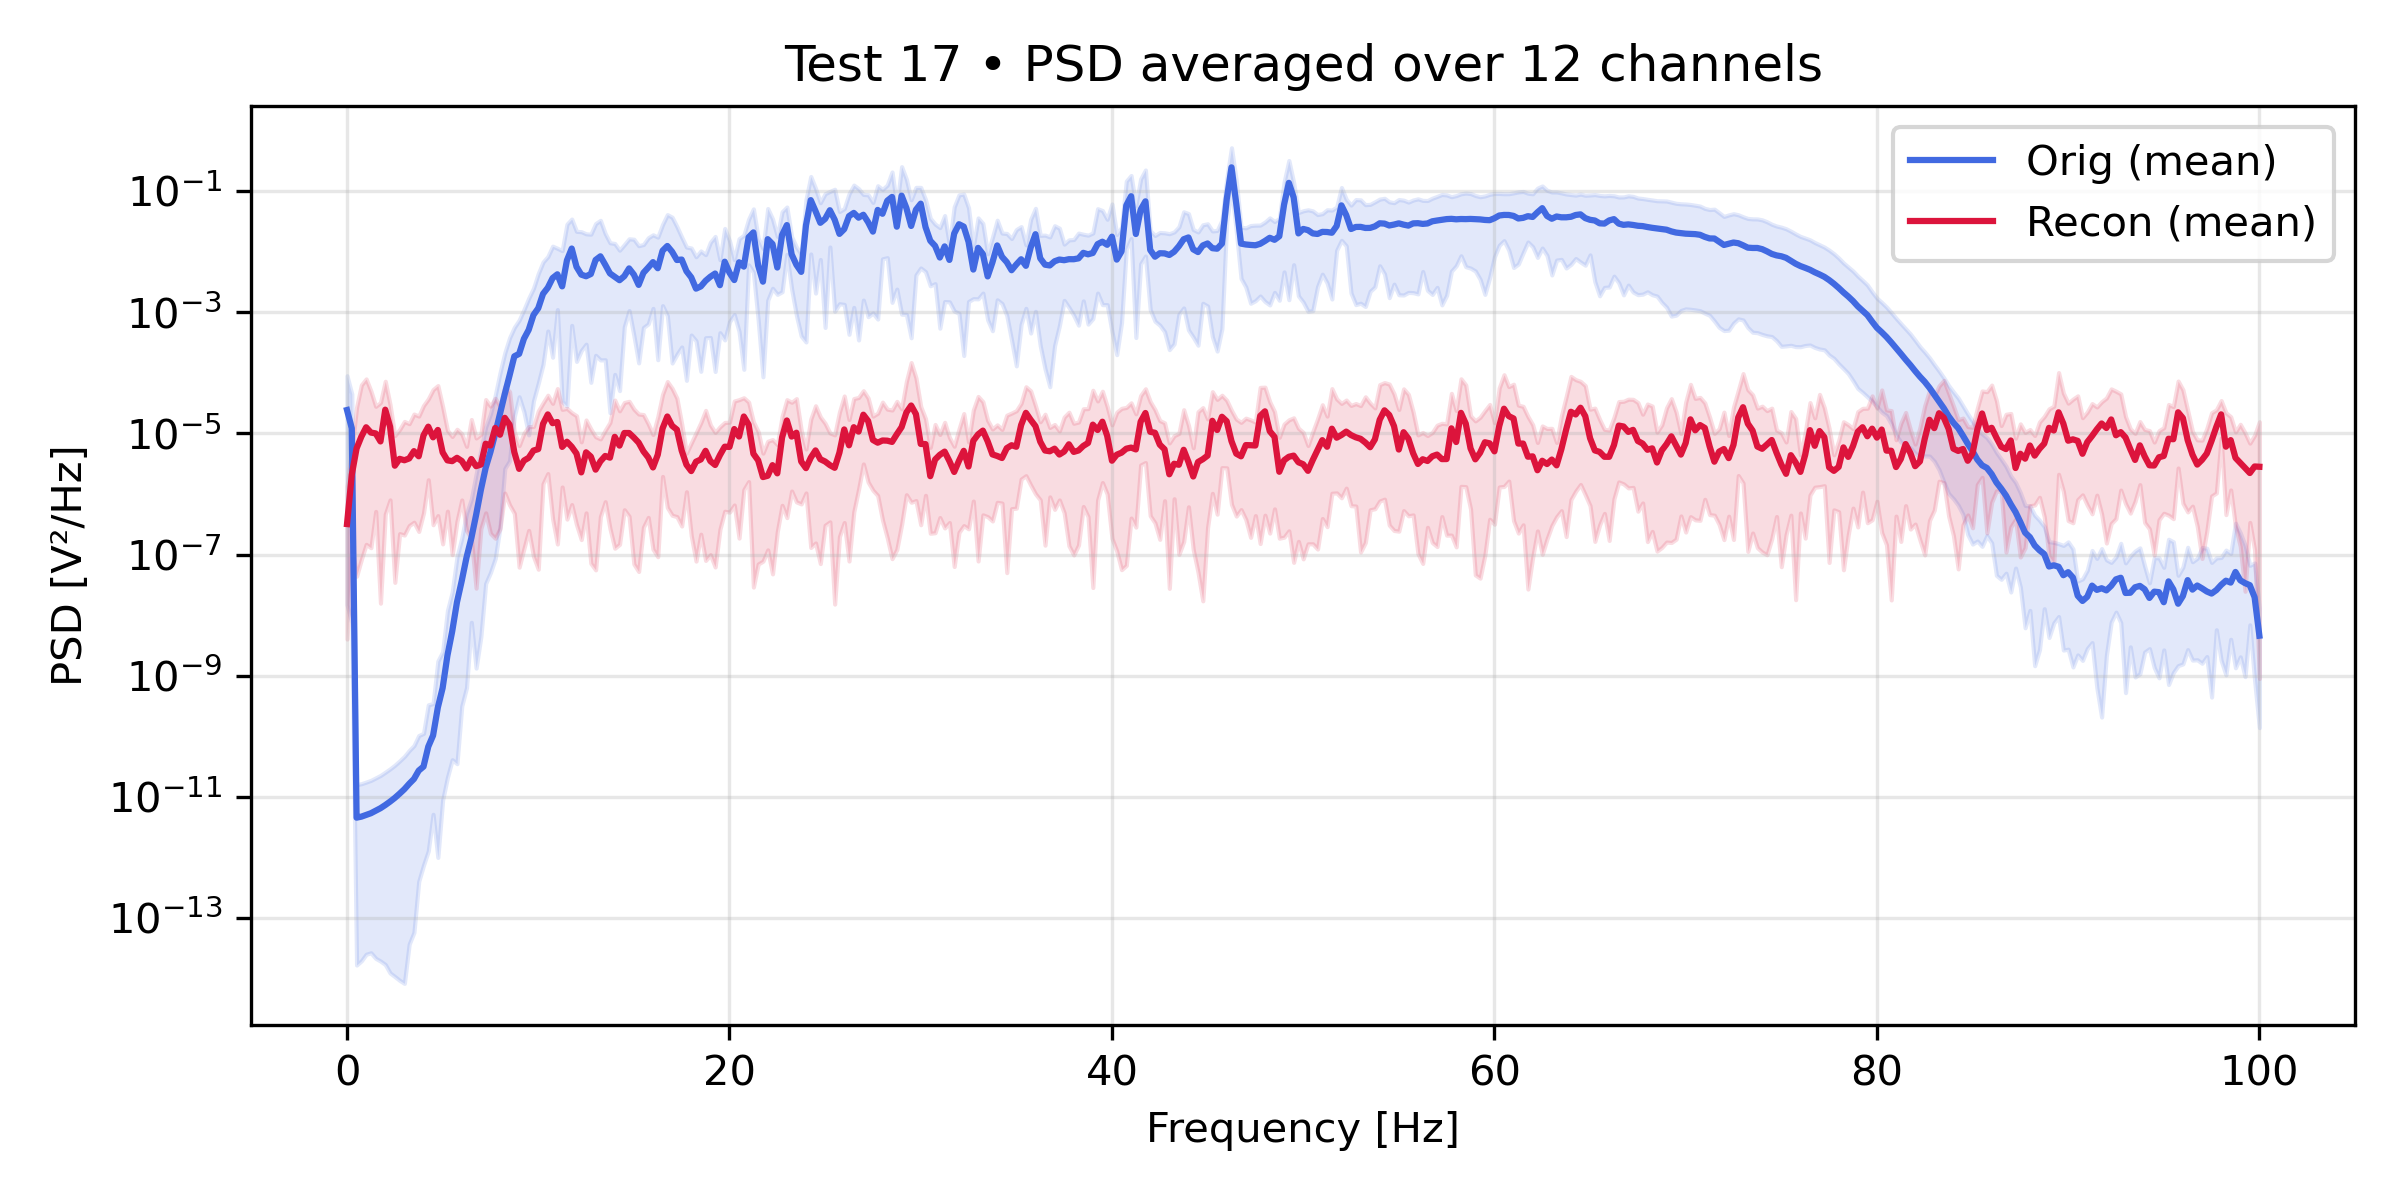 Test 17 • PSD averaged over 12 channels
Orig (mean)
Recon (mean)
PSD [V²/Hz]
10⁻¹
10⁻³
10⁻⁵
10⁻⁷
10⁻⁹
10⁻¹¹
10⁻¹³
0 20 40 60 80 100
Frequency [Hz]